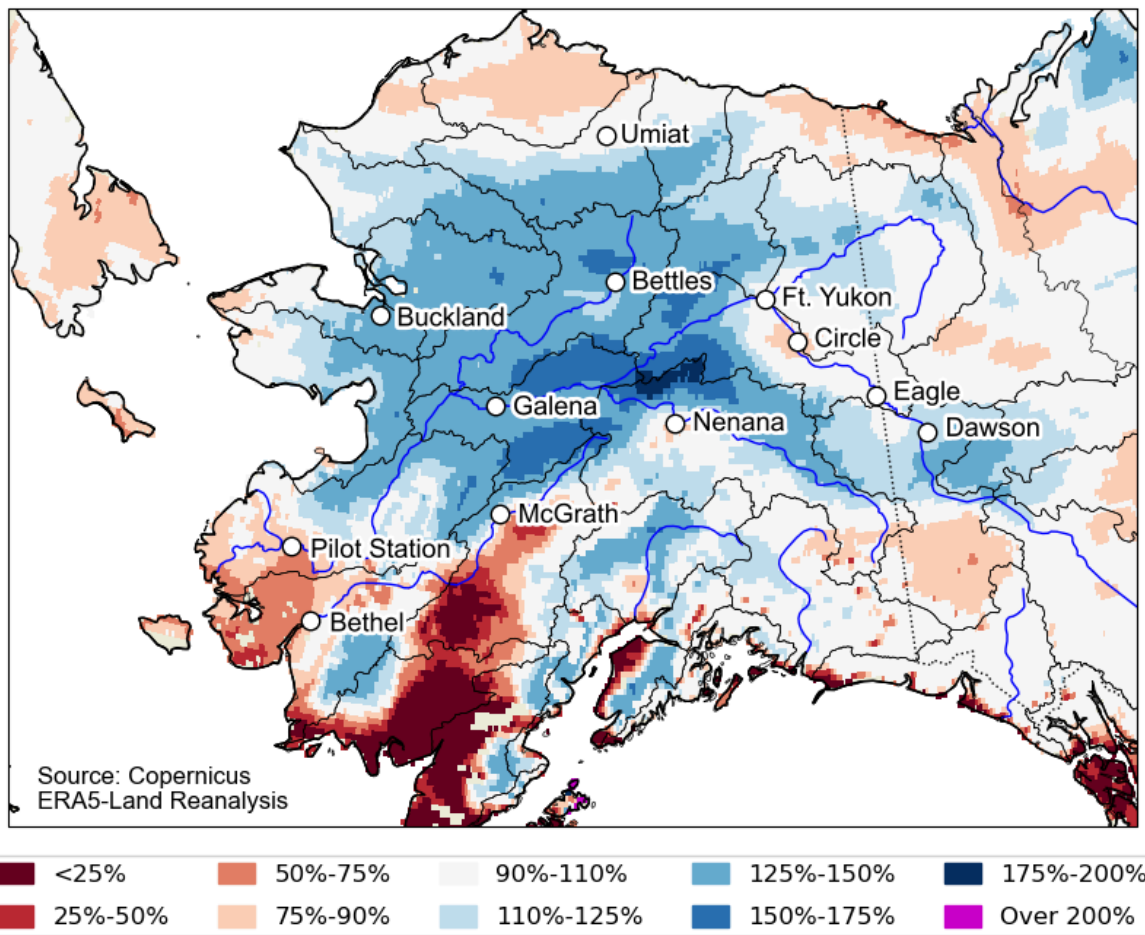 Umiat
Bettles
Ft. Yukon
Buckland
Circle
Eagle
Galena
Nenana
Dawson
McGrath
Pilot Station
Bethel
Source: Copernicus
ERA5-Land Reanalysis
<25% 50%-75% 90%-110% 125%-150% 175%-200%
25%-50% 75%-90% 110%-125% 150%-175% Over 200%